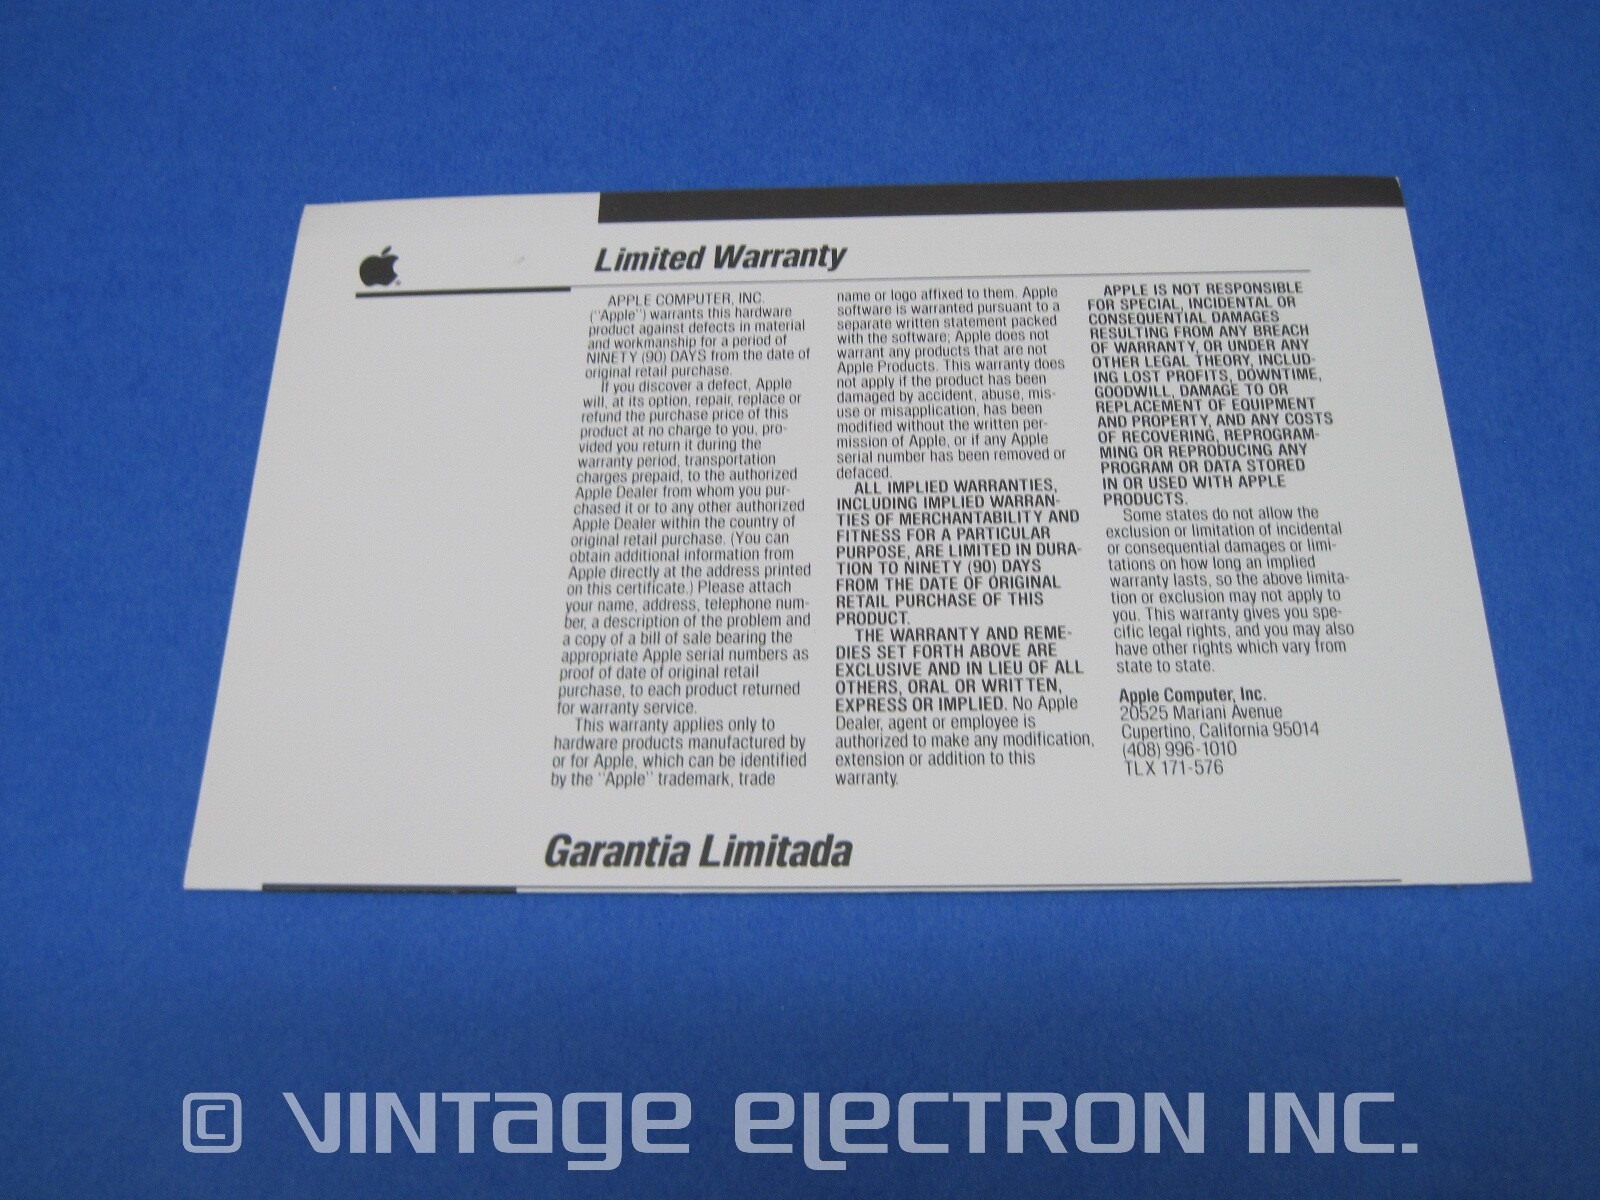 Limited Warranty
APPLE COMPUTER, INC.
("Apple") warrants this hardware
product against defects in material
and workmanship for a period of
NINETY (90) DAYS from the date of
original retail purchase.
If you discover a defect, Apple
will, at its option, repair, replace or
refund the purchase price of this
product at no charge to you, pro-
vided you return it during the
warranty period, transportation
charges prepaid, to the authorized
Apple Dealer from whom you pur-
chased it or to any other authorized
Apple Dealer within the country of
original retail purchase. (You can
obtain additional information from
Apple directly at the address printed
on this certificate.) Please attach
your name, address, telephone num-
ber, a description of the problem and
a copy of a bill of sale bearing the
appropriate Apple serial numbers as
proof of date of original retail
purchase, to each product returned
for warranty service.
This warranty applies only to
hardware products manufactured by
or for Apple, which can be identified
by the "Apple" trademark, trade
name or logo affixed to them. Apple
software is warranted pursuant to a
separate written statement packed
with the software; Apple does not
warrant any products that are not
Apple Products. This warranty does
not apply if the product has been
damaged by accident, abuse, mis-
use or misapplication, has been
modified without the written per-
mission of Apple, or if any Apple
serial number has been removed or
defaced.
ALL IMPLIED WARRANTIES,
INCLUDING IMPLIED WARRAN-
TIES OF MERCHANTABILITY AND
FITNESS FOR A PARTICULAR
PURPOSE, ARE LIMITED IN DURA-
TION TO NINETY (90) DAYS
FROM THE DATE OF ORIGINAL
RETAIL PURCHASE OF THIS
PRODUCT.
THE WARRANTY AND REME-
DIES SET FORTH ABOVE ARE
EXCLUSIVE AND IN LIEU OF ALL
OTHERS, ORAL OR WRITTEN,
EXPRESS OR IMPLIED. No Apple
Dealer, agent or employee is
authorized to make any modification,
extension or addition to this
warranty.
APPLE IS NOT RESPONSIBLE
FOR SPECIAL, INCIDENTAL OR
CONSEQUENTIAL DAMAGES
RESULTING FROM ANY BREACH
OF WARRANTY, OR UNDER ANY
OTHER LEGAL THEORY, INCLUD-
ING LOST PROFITS, DOWNTIME,
GOODWILL, DAMAGE TO OR
REPLACEMENT OF EQUIPMENT
AND PROPERTY, AND ANY COSTS
OF RECOVERING, REPROGRAM-
MING OR REPRODUCING ANY
PROGRAM OR DATA STORED
IN OR USED WITH APPLE
PRODUCTS.
Some states do not allow the
exclusion or limitation of incidental
or consequential damages or limi-
tations on how long an implied
warranty lasts, so the above limita-
tion or exclusion may not apply to
you. This warranty gives you spe-
cific legal rights, and you may also
have other rights which vary from
state to state.
Apple Computer, Inc.
20525 Mariani Avenue
Cupertino, California 95014
(408) 996-1010
TLX 171-576
Garantia Limitada
© VINTAGE ELECTRON INC.